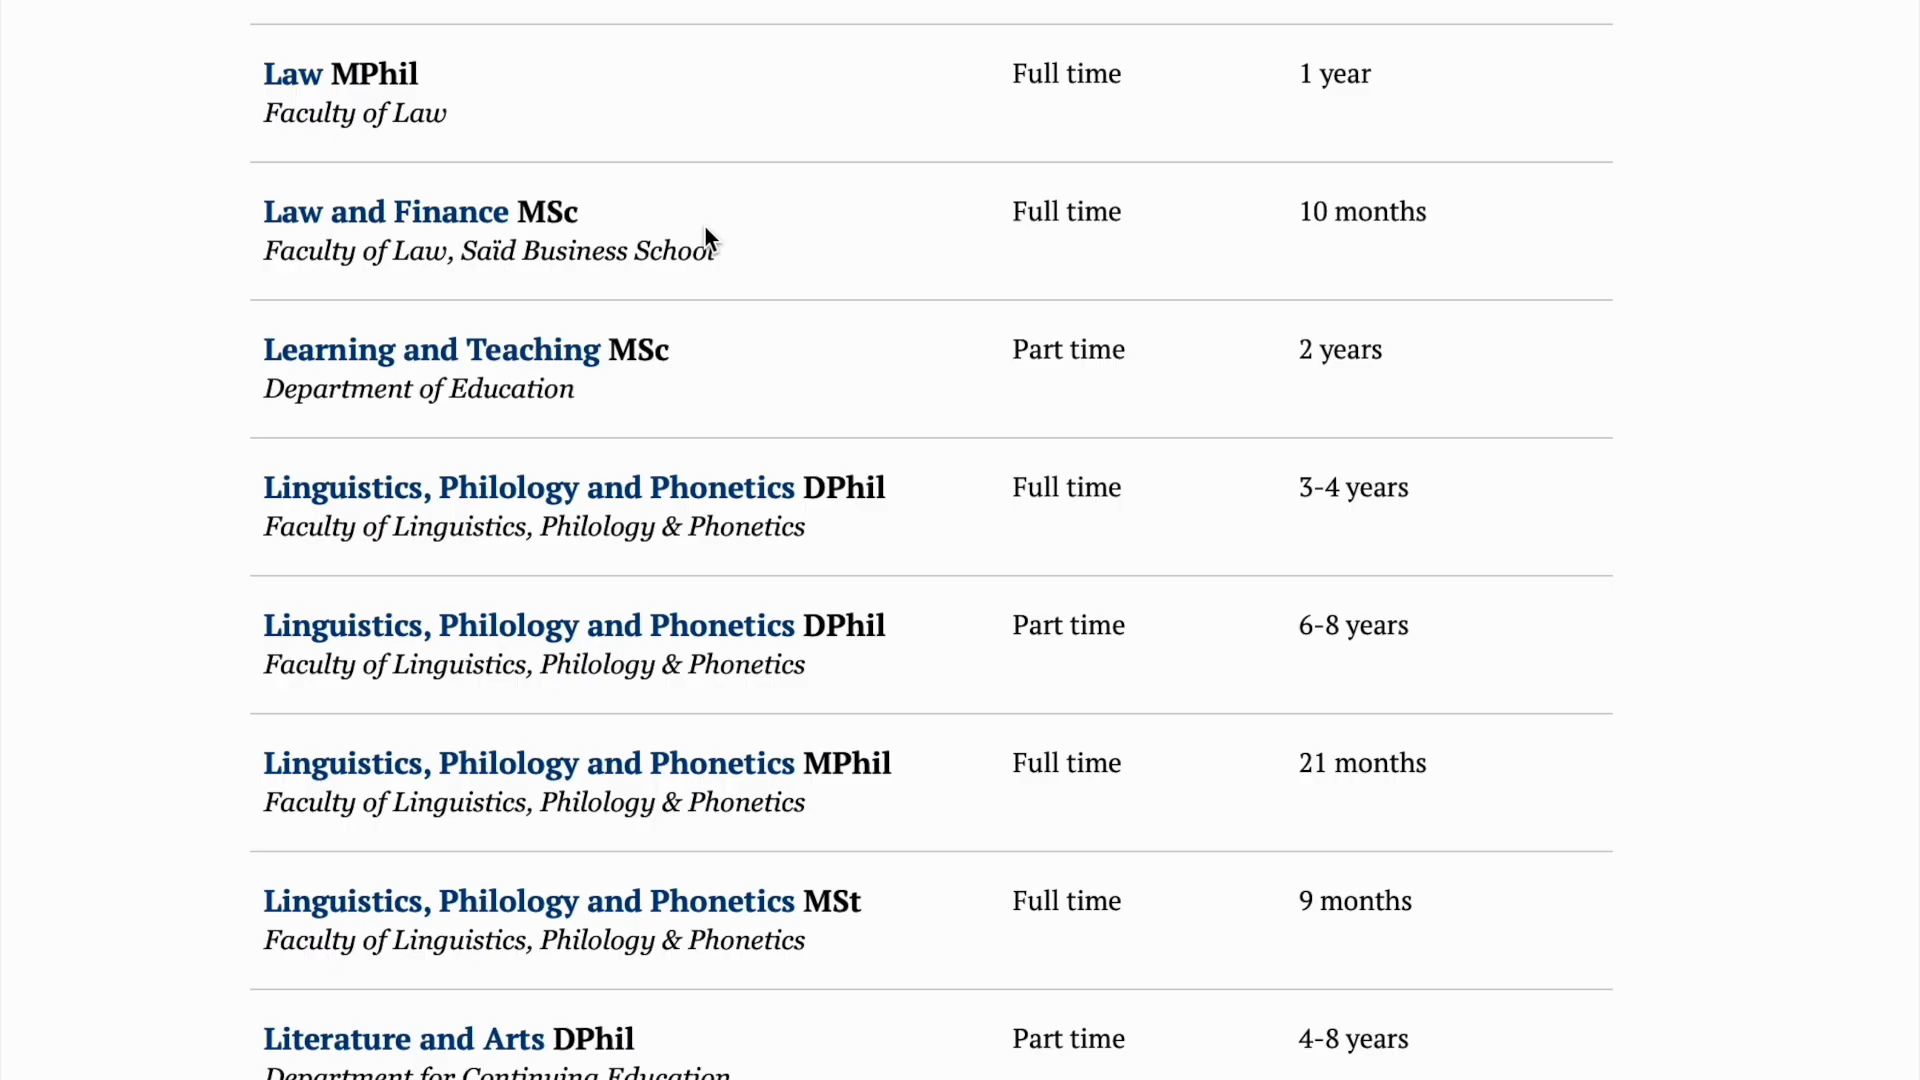 Law MPhil Full time 1 year
Faculty of Law
Law and Finance MSc Full time 10 months
Faculty of Law, Saïd Business School
Learning and Teaching MSc Part time 2 years
Department of Education
Linguistics, Philology and Phonetics DPhil Full time 3-4 years
Faculty of Linguistics, Philology & Phonetics
Linguistics, Philology and Phonetics DPhil Part time 6-8 years
Faculty of Linguistics, Philology & Phonetics
Linguistics, Philology and Phonetics MPhil Full time 21 months
Faculty of Linguistics, Philology & Phonetics
Linguistics, Philology and Phonetics MSt Full time 9 months
Faculty of Linguistics, Philology & Phonetics
Literature and Arts DPhil Part time 4-8 years
Department for Continuing Education